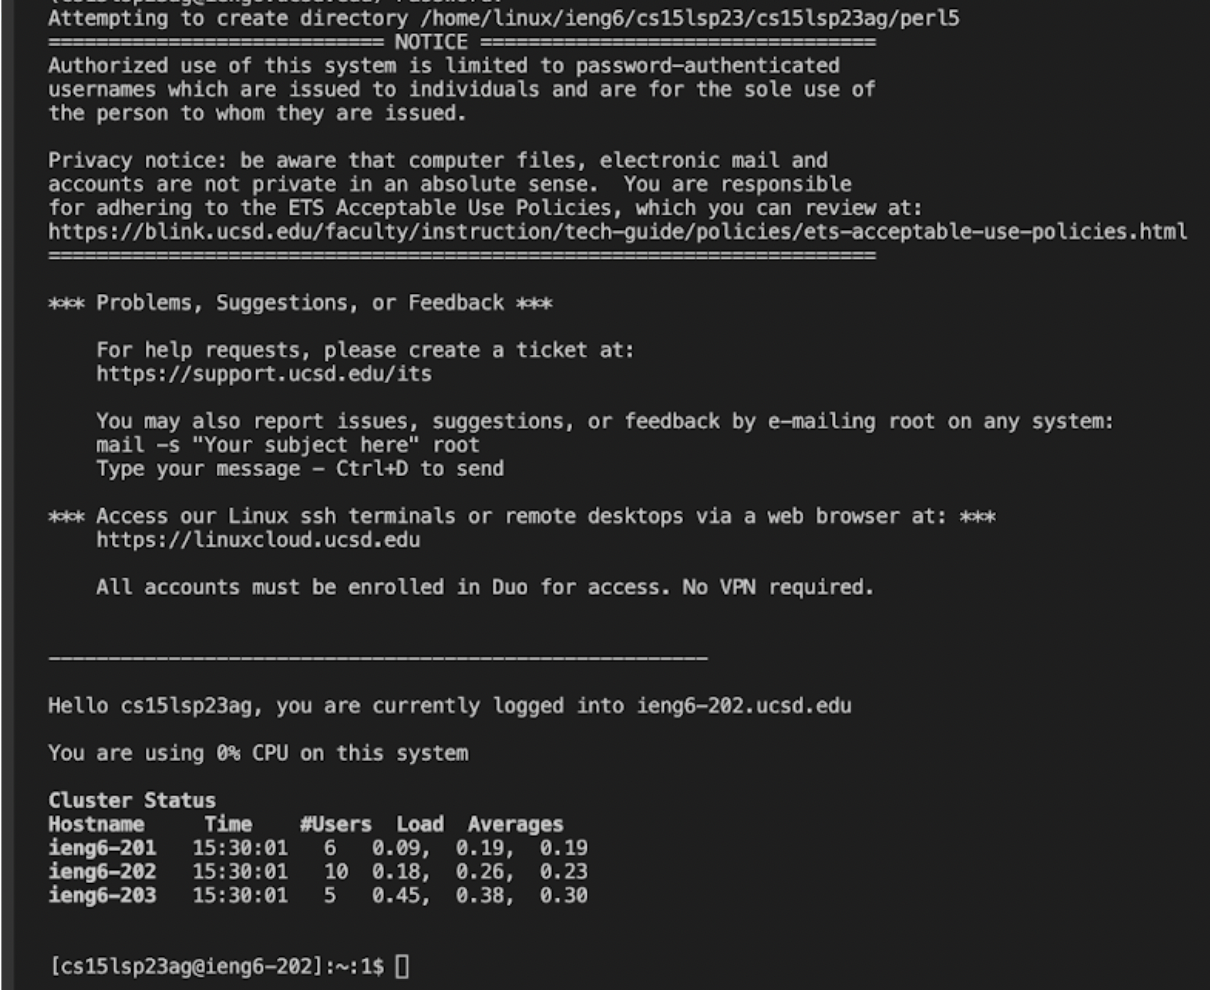 Attempting to create directory /home/linux/ieng6/cs15lsp23/cs15lsp23ag/perl5
============================ NOTICE =================================
Authorized use of this system is limited to password-authenticated
usernames which are issued to individuals and are for the sole use of
the person to whom they are issued.
Privacy notice: be aware that computer files, electronic mail and
accounts are not private in an absolute sense.  You are responsible
for adhering to the ETS Acceptable Use Policies, which you can review at:
https://blink.ucsd.edu/faculty/instruction/tech-guide/policies/ets-acceptable-use-policies.html
=====================================================================
*** Problems, Suggestions, or Feedback ***
For help requests, please create a ticket at:
https://support.ucsd.edu/its
You may also report issues, suggestions, or feedback by e-mailing root on any system:
mail -s "Your subject here" root
Type your message - Ctrl+D to send
*** Access our Linux ssh terminals or remote desktops via a web browser at: ***
https://linuxcloud.ucsd.edu
All accounts must be enrolled in Duo for access. No VPN required.
_______________________________________________________
Hello cs15lsp23ag, you are currently logged into ieng6-202.ucsd.edu
You are using 0% CPU on this system
Cluster Status
Hostname     Time    #Users  Load  Averages
ieng6-201   15:30:01   6   0.09,  0.19,  0.19
ieng6-202   15:30:01   10  0.18,  0.26,  0.23
ieng6-203   15:30:01   5   0.45,  0.38,  0.30
[cs15lsp23ag@ieng6-202]:~:1$